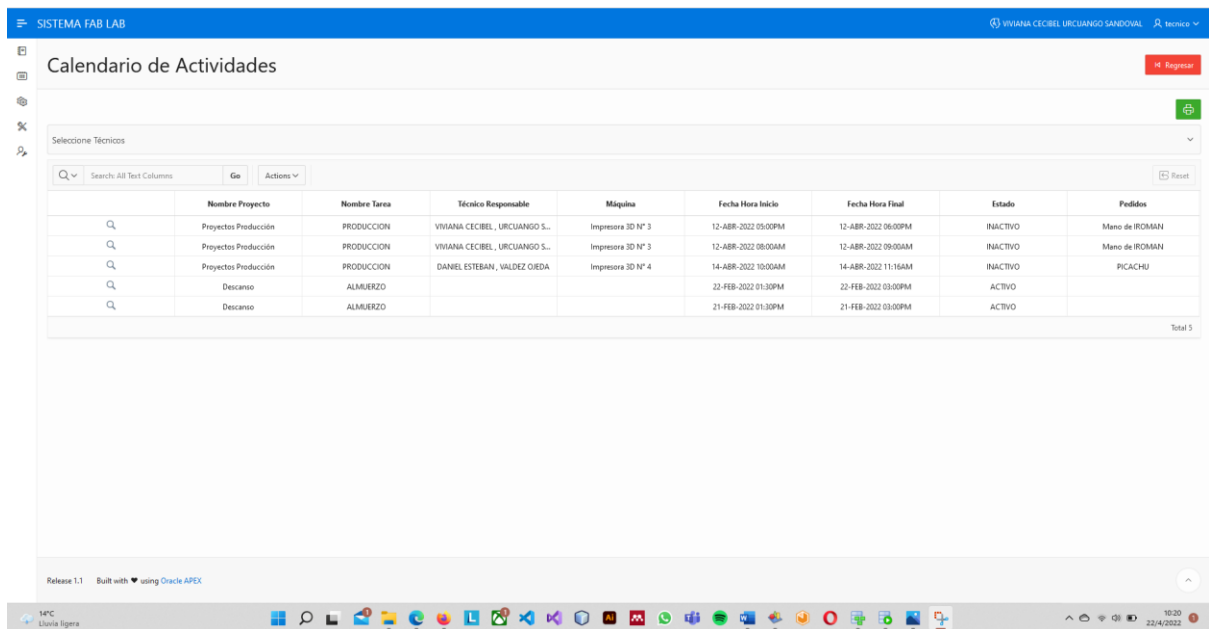 SISTEMA FAB LAB VIVIANA CECIBEL URCUANGO SANDOVAL tecnico
Calendario de Actividades Regresar
Seleccione Técnicos
Search: All Text Columns Go Actions Reset
Nombre Proyecto Nombre Tarea Técnico Responsable Máquina Fecha Hora Inicio Fecha Hora Final Estado Pedidos
Proyectos Producción PRODUCCION VIVIANA CECIBEL , URCUANGO S... Impresora 3D N° 3 12-ABR-2022 05:00PM 12-ABR-2022 06:00PM INACTIVO Mano de IROMAN
Proyectos Producción PRODUCCION VIVIANA CECIBEL , URCUANGO S... Impresora 3D N° 3 12-ABR-2022 08:00AM 12-ABR-2022 09:00AM INACTIVO Mano de IROMAN
Proyectos Producción PRODUCCION DANIEL ESTEBAN , VALDEZ OJEDA Impresora 3D N° 4 14-ABR-2022 10:00AM 14-ABR-2022 11:16AM INACTIVO PICACHU
Descanso ALMUERZO 22-FEB-2022 01:30PM 22-FEB-2022 03:00PM ACTIVO
Descanso ALMUERZO 21-FEB-2022 01:30PM 21-FEB-2022 03:00PM ACTIVO
Total 5
Release 1.1 Built with ♥ using Oracle APEX
14°C 10:20
Lluvia ligera 22/4/2022